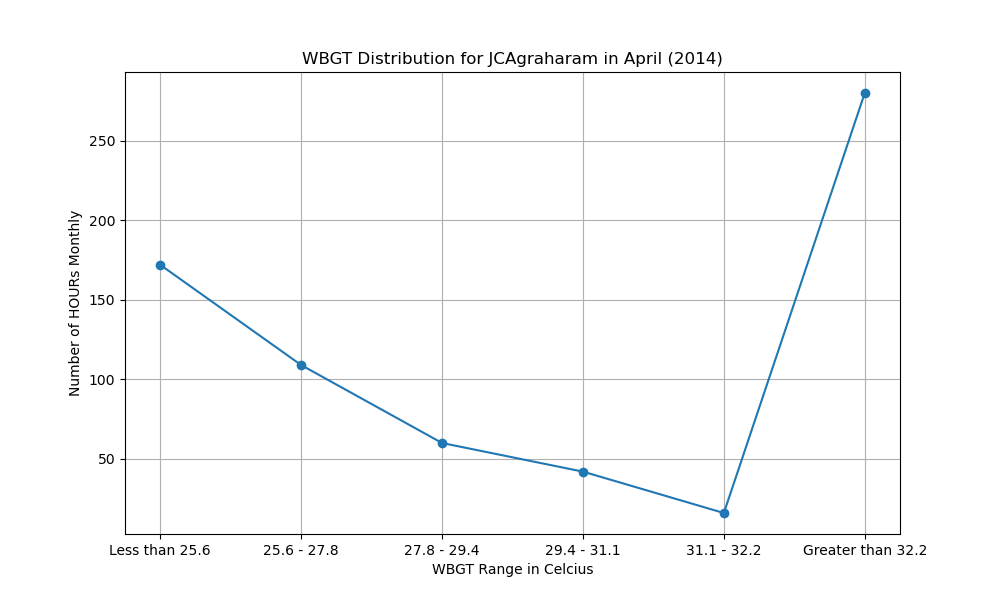 WBGT Distribution for JCAgraharam in April (2014)
Number of HOURs Monthly
250
200
150
100
50
Less than 25.6
25.6 - 27.8
27.8 - 29.4
29.4 - 31.1
31.1 - 32.2
Greater than 32.2
WBGT Range in Celcius